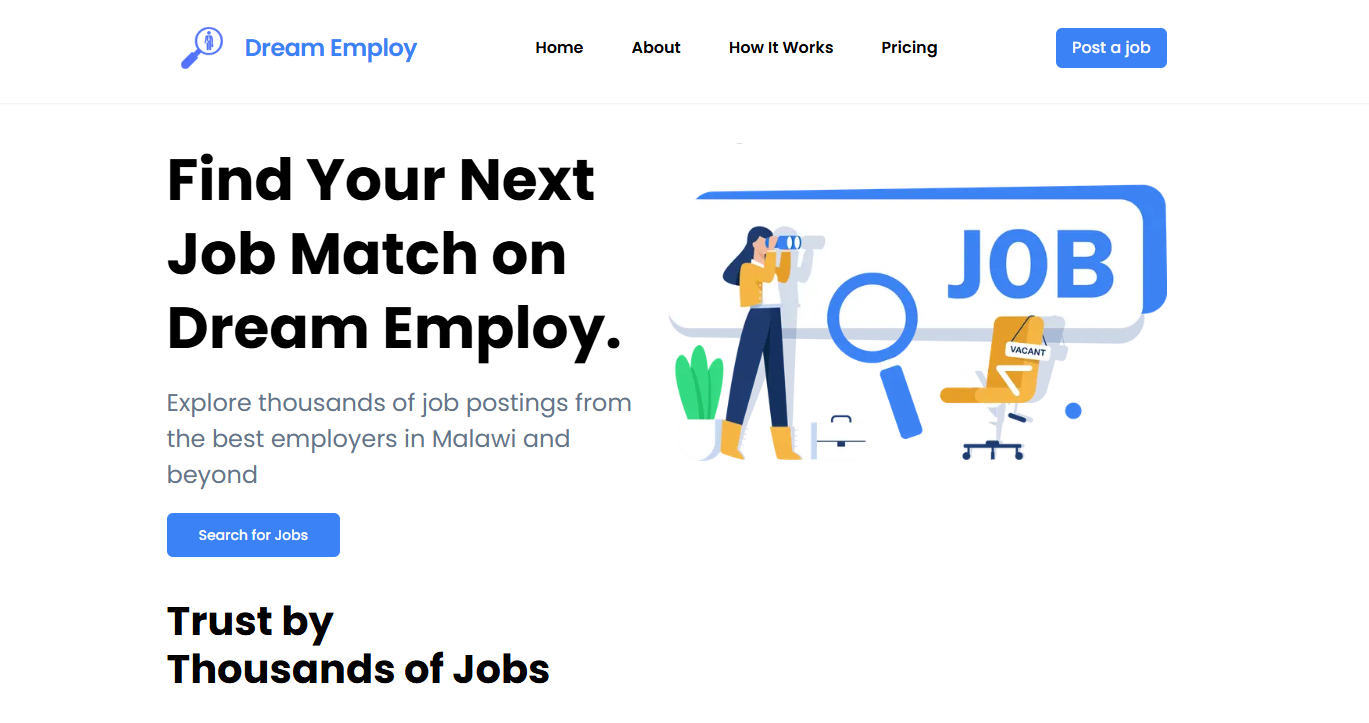 Dream Employ
Home
About
How It Works
Pricing
Post a job
Find Your Next
Job Match on
Dream Employ.
JOB
VACANT
Explore thousands of job postings from
the best employers in Malawi and
beyond
Search for Jobs
Trust by
Thousands of Jobs